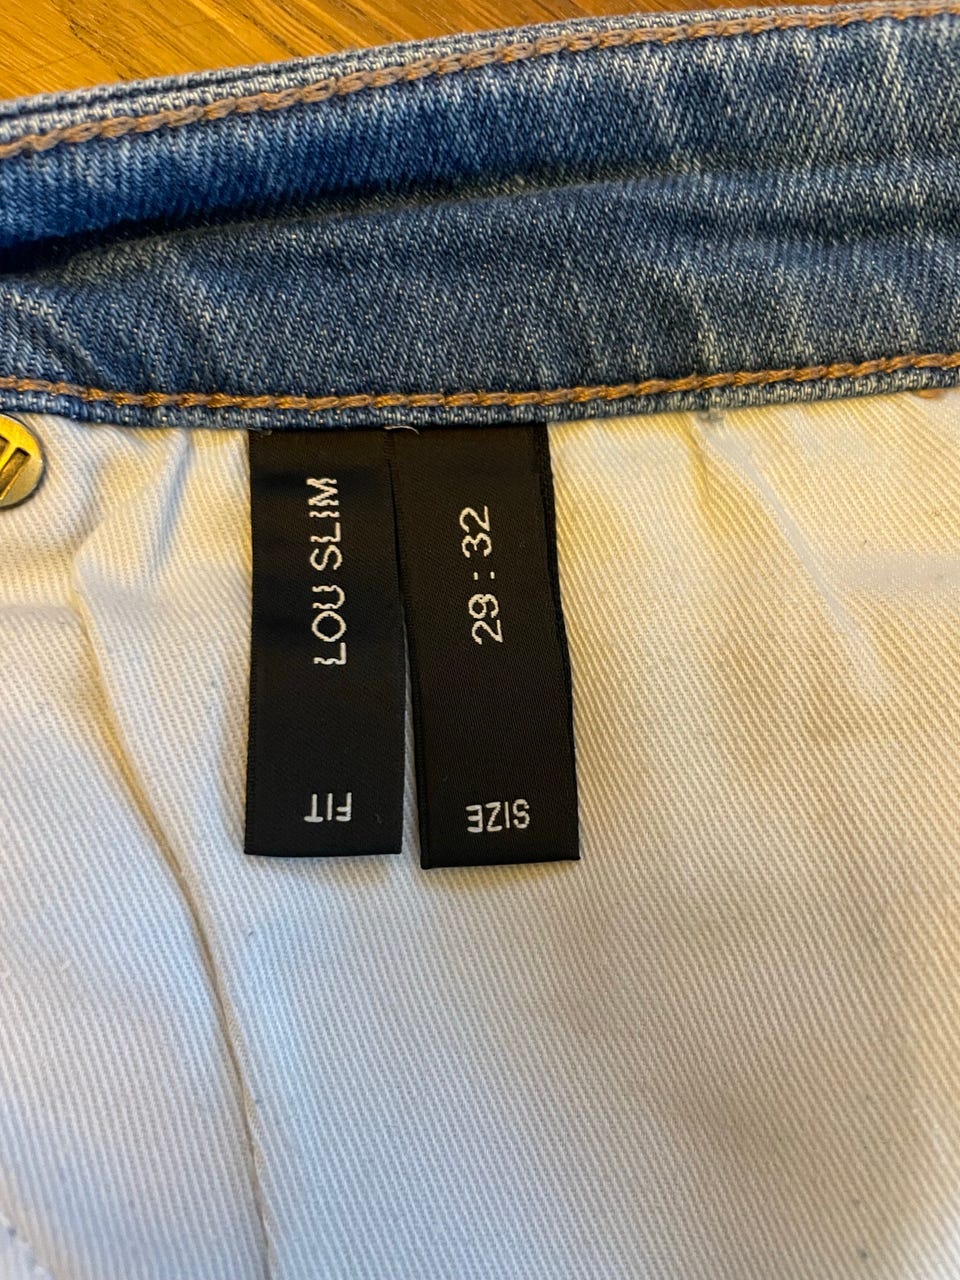 LOU SLIM
FIT
29 : 32
SIZE